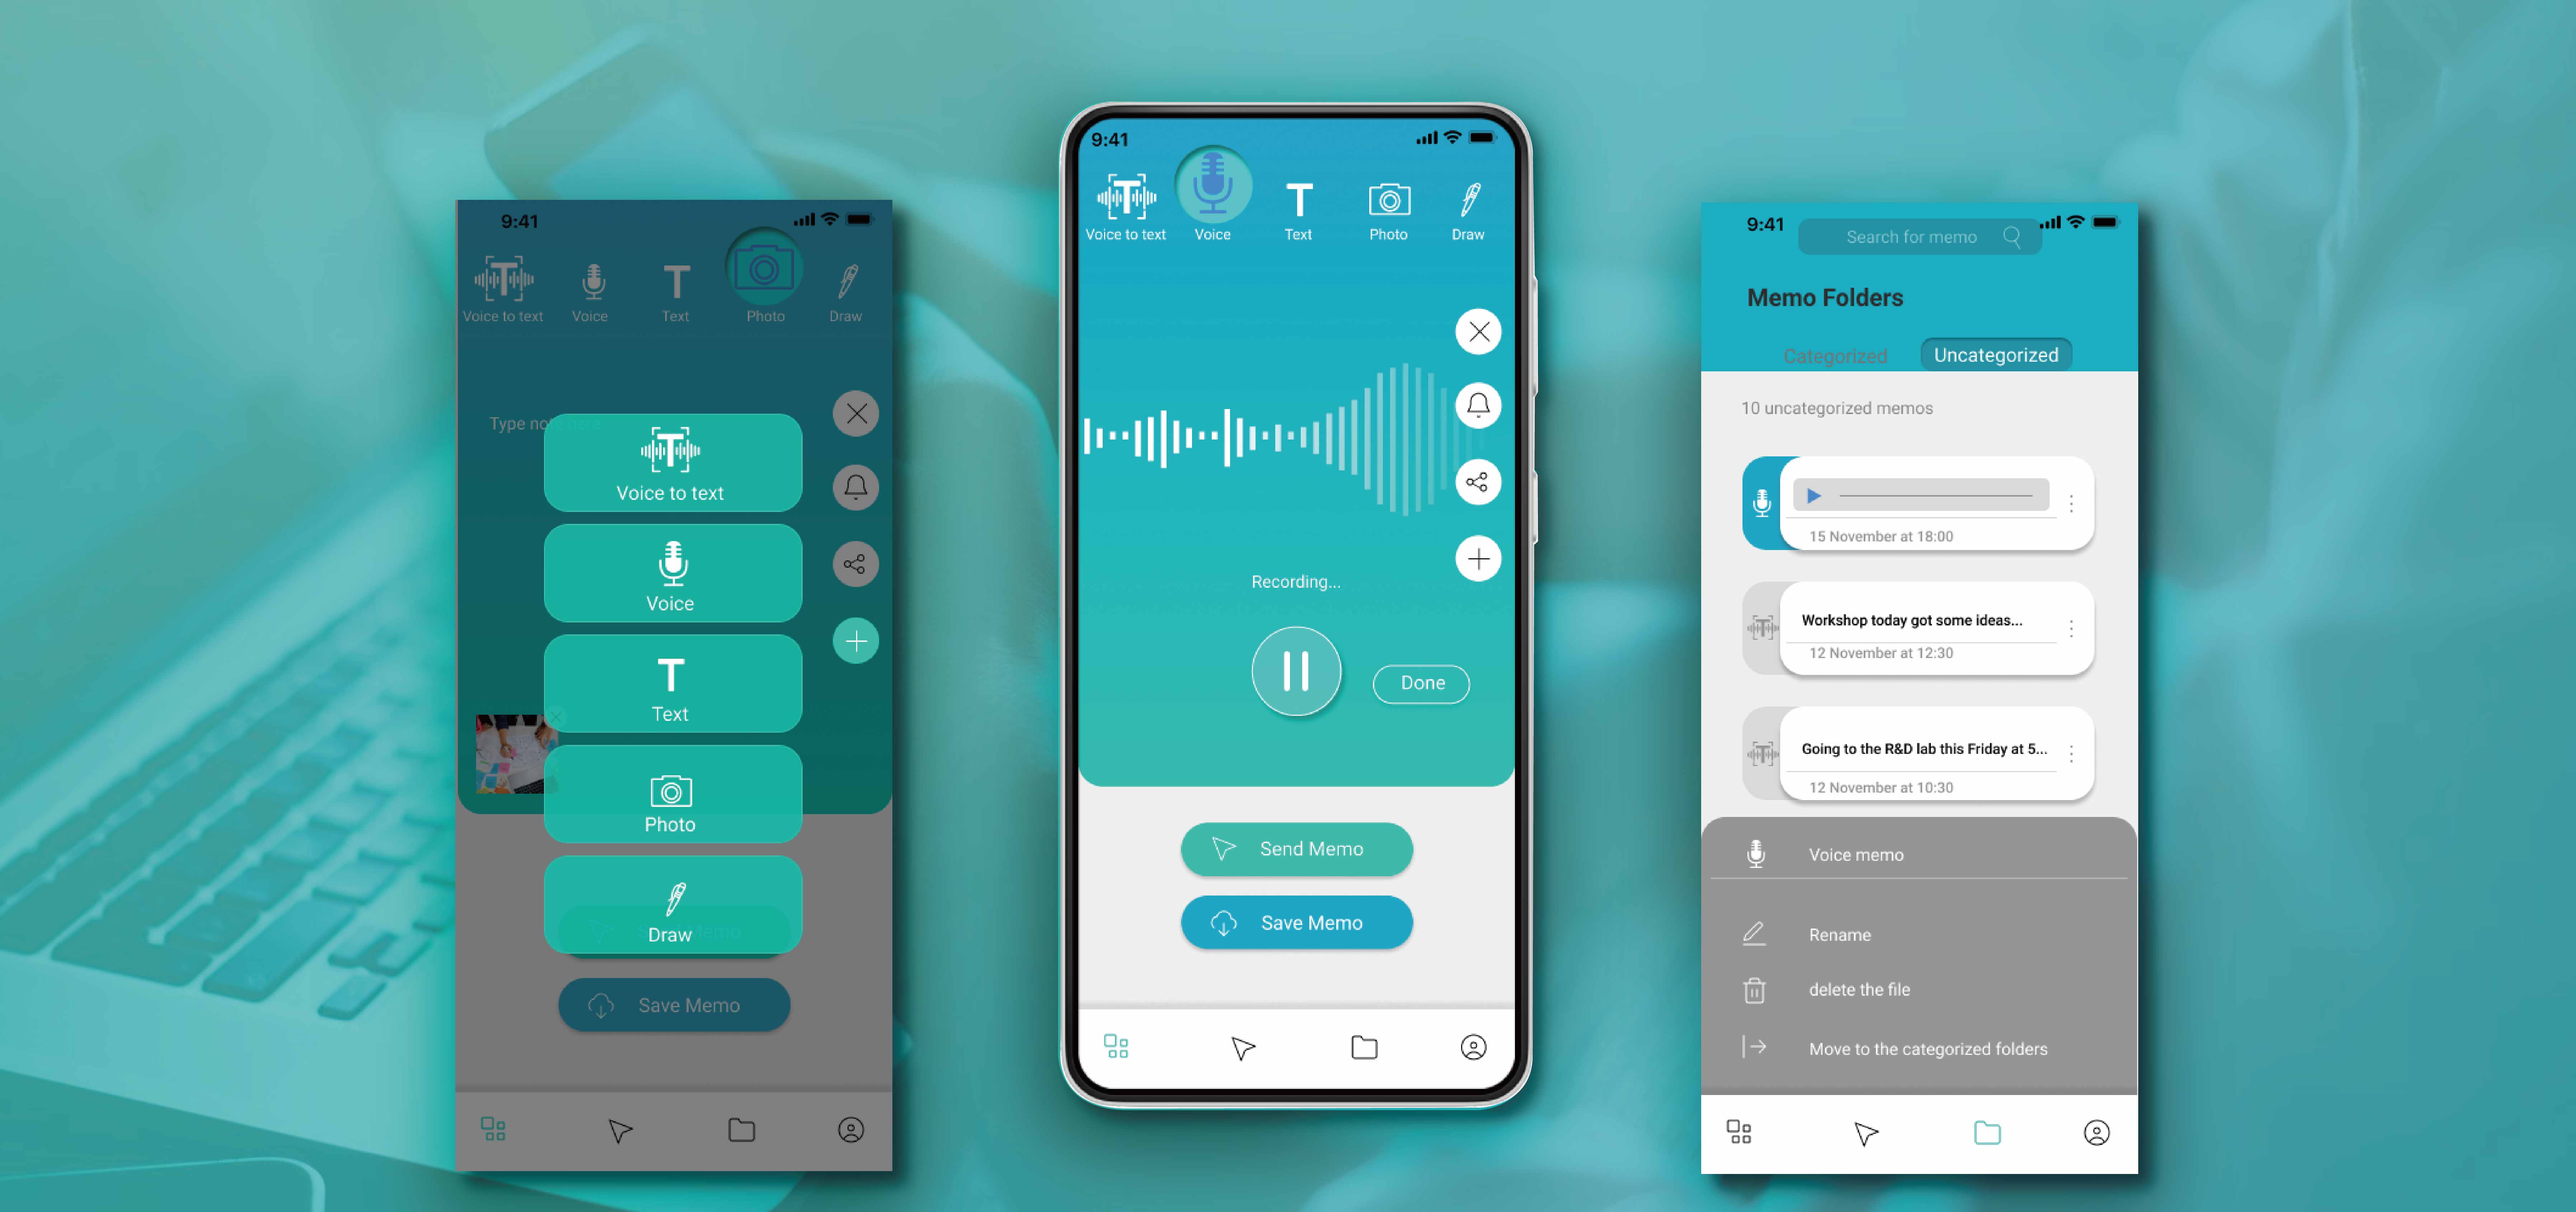 9:41
Voice to text
Voice
Text
Photo
Draw
Type no
Voice to text
Voice
Text
Photo
Draw
Save Memo
9:41
Voice to text
Voice
T
Text
Photo
Draw
Recording...
Done
Send Memo
Save Memo
9:41
Search for memo
Memo Folders
Categorized
Uncategorized
10 uncategorized memos
15 November at 18:00
Workshop today got some ideas...
12 November at 12:30
Going to the R&D lab this Friday at 5...
12 November at 10:30
Voice memo
Rename
delete the file
Move to the categorized folders